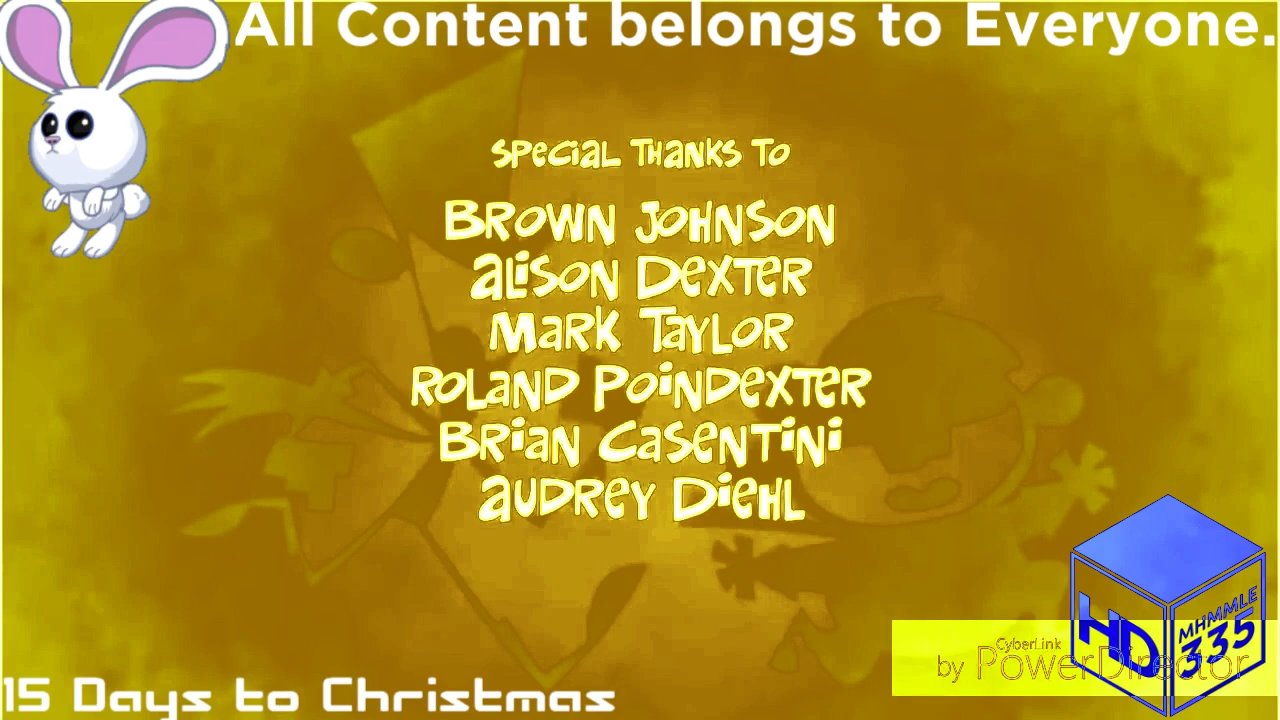 All Content belongs to Everyone.
SPECIAL THANKS TO
BROWN JOHNSON
ALISON DEXTER
MARK TAYLOR
ROLAND POINDEXTER
BRIAN CASENTINI
AUDREY DIEHL
HD
MHMMLE
335
CyberLink
by PowerDirector
15 Days to Christmas